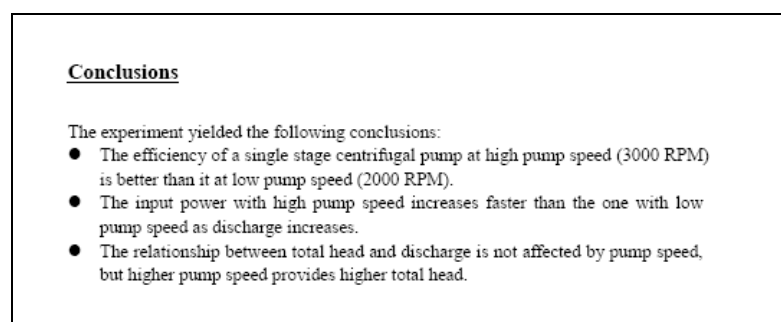 Conclusions
The experiment yielded the following conclusions:
● The efficiency of a single stage centrifugal pump at high pump speed (3000 RPM)
is better than it at low pump speed (2000 RPM).
● The input power with high pump speed increases faster than the one with low
pump speed as discharge increases.
● The relationship between total head and discharge is not affected by pump speed,
but higher pump speed provides higher total head.